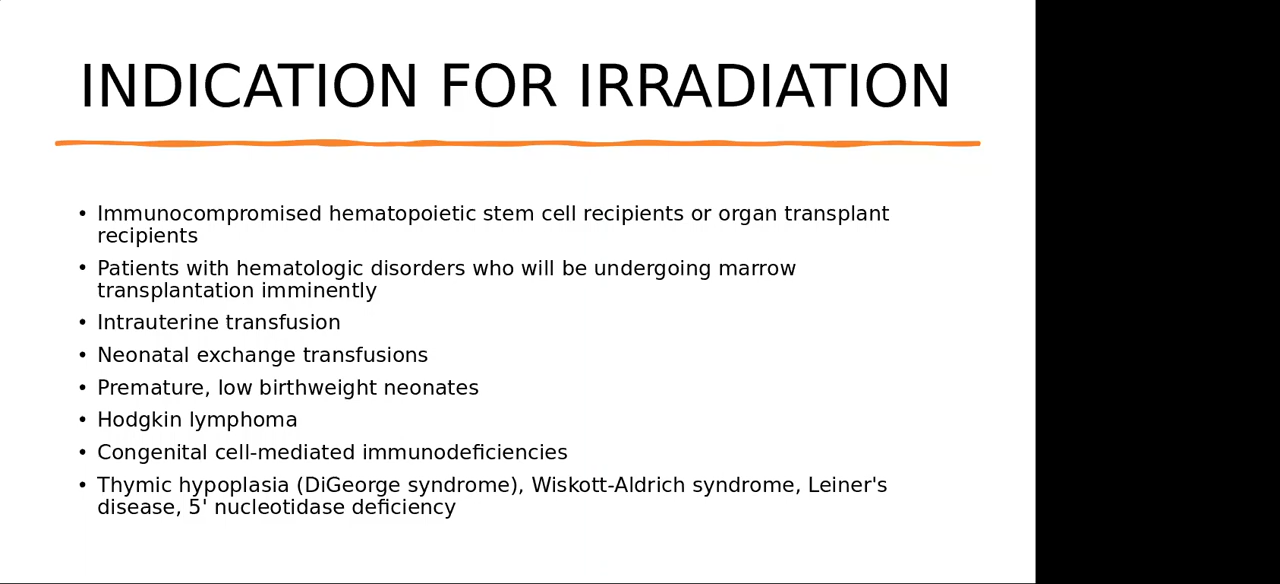 INDICATION FOR IRRADIATION
• Immunocompromised hematopoietic stem cell recipients or organ transplant
recipients
• Patients with hematologic disorders who will be undergoing marrow
transplantation imminently
• Intrauterine transfusion
• Neonatal exchange transfusions
• Premature, low birthweight neonates
• Hodgkin lymphoma
• Congenital cell-mediated immunodeficiencies
• Thymic hypoplasia (DiGeorge syndrome), Wiskott-Aldrich syndrome, Leiner's
disease, 5' nucleotidase deficiency